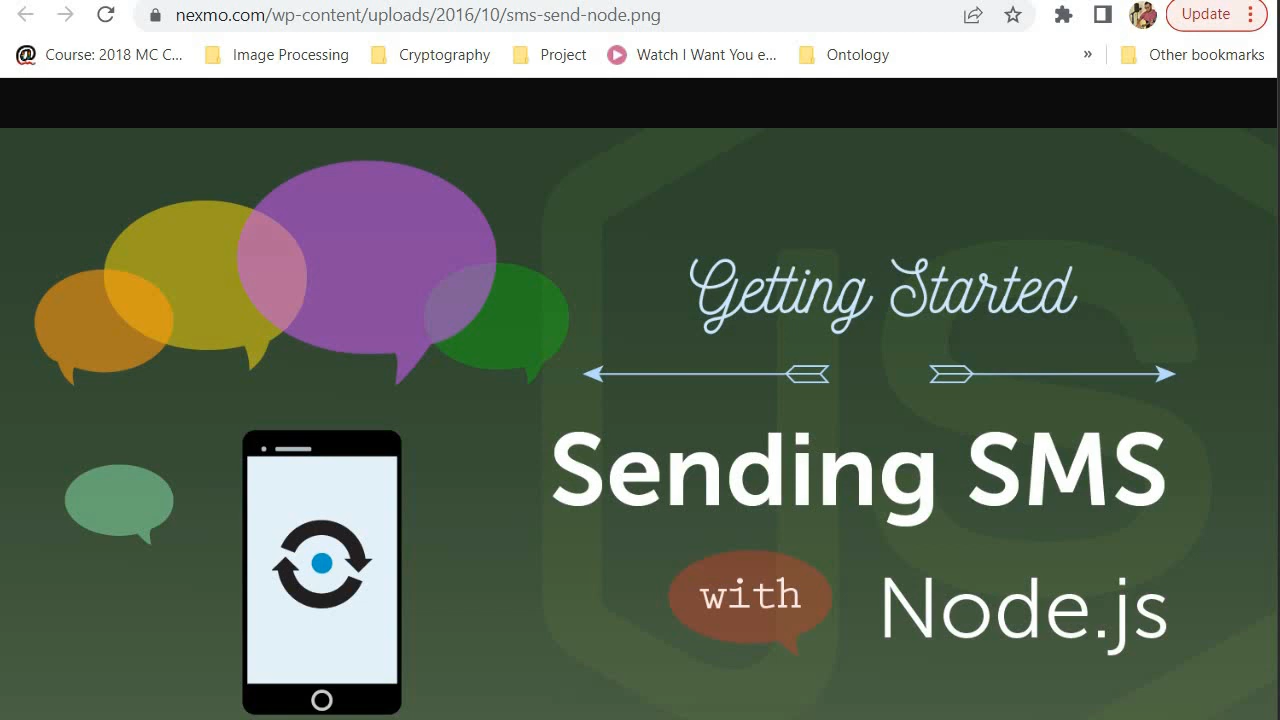 nexmo.com/wp-content/uploads/2016/10/sms-send-node.png
Update
Course: 2018 MC C... Image Processing Cryptography Project Watch I Want You e... Ontology » Other bookmarks
Getting Started
Sending SMS
with Node.js
JS